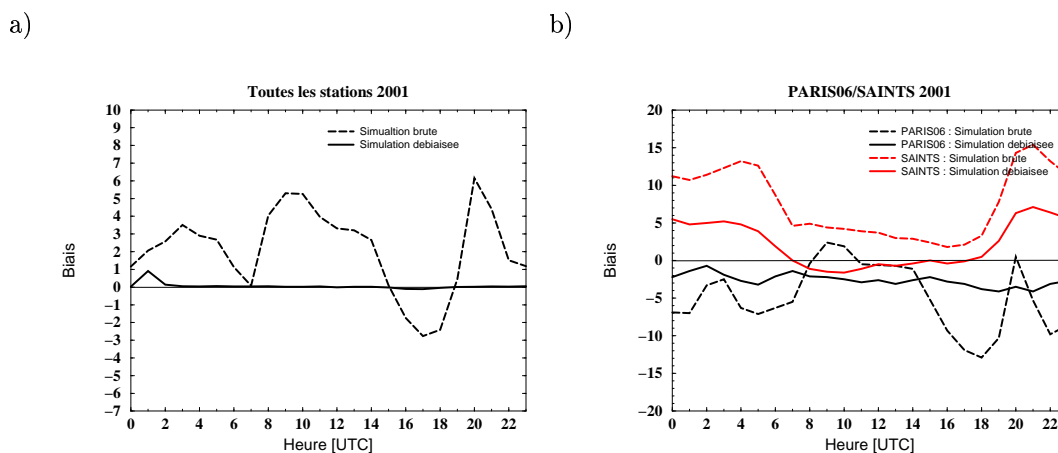 a)
b)
Toutes les stations 2001
10
9
8
7
6
5
4
3
2
1
0
−1
−2
−3
−4
−5
−6
−7
Biais
Simualtion brute
Simulation debiaisee
0 2 4 6 8 10 12 14 16 18 20 22
Heure [UTC]
PARIS06/SAINTS 2001
20
15
10
5
0
−5
−10
−15
−20
Biais
PARIS06 : Simulation brute
PARIS06 : Simulation debiaisee
SAINTS : Simulation brute
SAINTS : Simulation debiaisee
0 2 4 6 8 10 12 14 16 18 20 22
Heure [UTC]